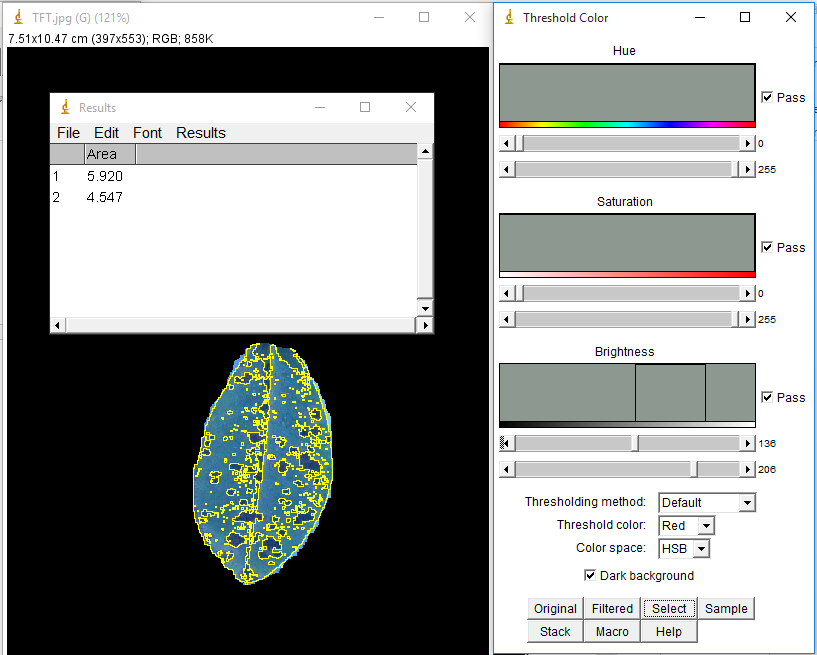 TFT.jpg (G) (121%)
7.51x10.47 cm (397x553); RGB; 858K
Results
File Edit Font Results
Area
1 5.920
2 4.547
Threshold Color
Hue
Pass
0
255
Saturation
Pass
0
255
Brightness
Pass
136
206
Thresholding method: Default
Threshold color: Red
Color space: HSB
Dark background
Original Filtered Select Sample
Stack Macro Help